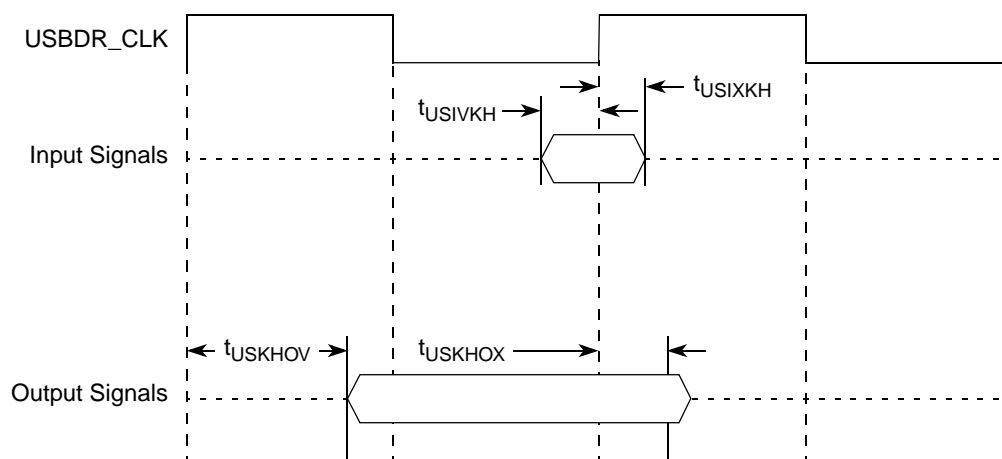 USBDR_CLK
tUSIXKH
tUSIVKH
Input Signals
tUSKHOV
tUSKHOX
Output Signals